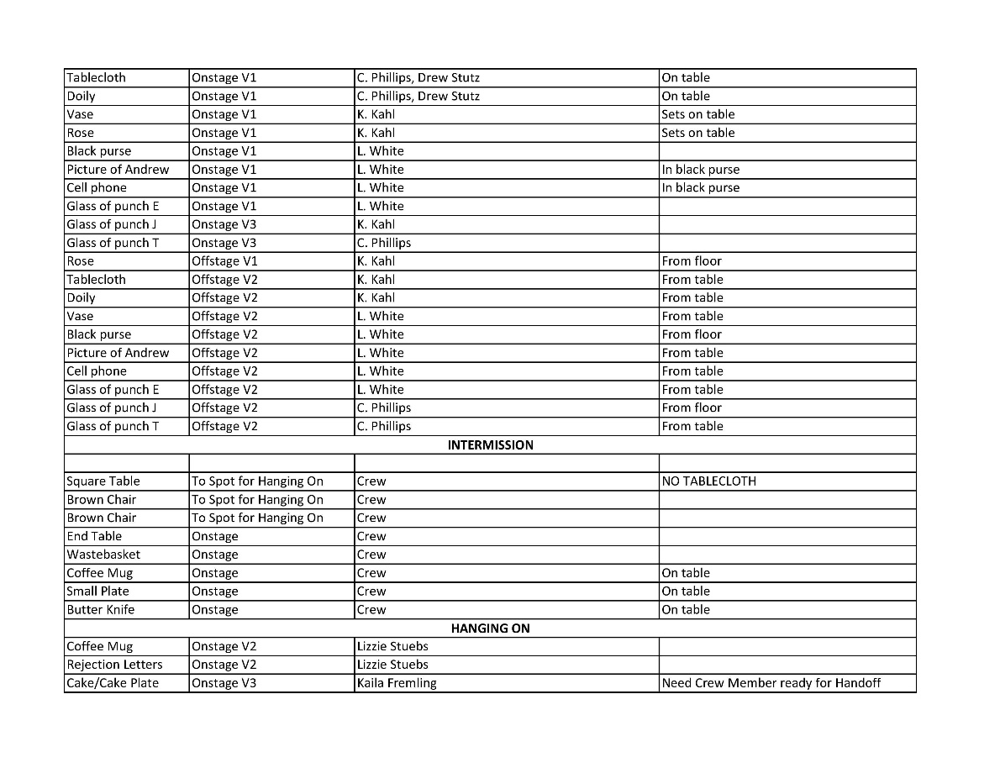 Tablecloth Onstage V1 C. Phillips, Drew Stutz On table
Doily Onstage V1 C. Phillips, Drew Stutz On table
Vase Onstage V1 K. Kahl Sets on table
Rose Onstage V1 K. Kahl Sets on table
Black purse Onstage V1 L. White
Picture of Andrew Onstage V1 L. White In black purse
Cell phone Onstage V1 L. White In black purse
Glass of punch E Onstage V1 L. White
Glass of punch J Onstage V3 K. Kahl
Glass of punch T Onstage V3 C. Phillips
Rose Offstage V1 K. Kahl From floor
Tablecloth Offstage V2 K. Kahl From table
Doily Offstage V2 K. Kahl From table
Vase Offstage V2 L. White From table
Black purse Offstage V2 L. White From floor
Picture of Andrew Offstage V2 L. White From table
Cell phone Offstage V2 L. White From table
Glass of punch E Offstage V2 L. White From table
Glass of punch J Offstage V2 C. Phillips From floor
Glass of punch T Offstage V2 C. Phillips From table
INTERMISSION
Square Table To Spot for Hanging On Crew NO TABLECLOTH
Brown Chair To Spot for Hanging On Crew
Brown Chair To Spot for Hanging On Crew
End Table Onstage Crew
Wastebasket Onstage Crew
Coffee Mug Onstage Crew On table
Small Plate Onstage Crew On table
Butter Knife Onstage Crew On table
HANGING ON
Coffee Mug Onstage V2 Lizzie Stuebs
Rejection Letters Onstage V2 Lizzie Stuebs
Cake/Cake Plate Onstage V3 Kaila Fremling Need Crew Member ready for Handoff